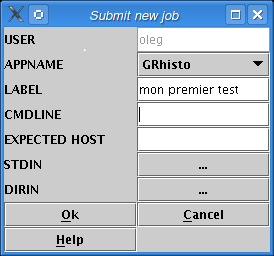 Submit new job
USER oleg
APPNAME GRhisto
LABEL mon premier test
CMDLINE
EXPECTED HOST
STDIN ...
DIRIN ...
Ok Cancel
Help